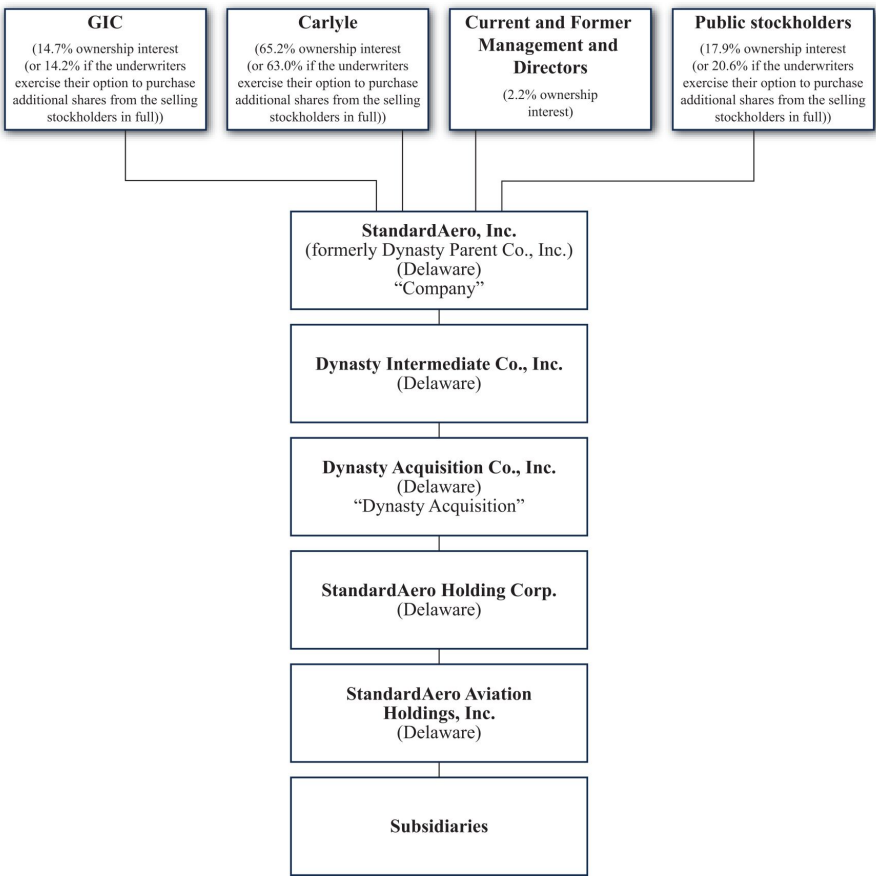 GIC
(14.7% ownership interest
(or 14.2% if the underwriters
exercise their option to purchase
additional shares from the selling
stockholders in full))
Carlyle
(65.2% ownership interest
(or 63.0% if the underwriters
exercise their option to purchase
additional shares from the selling
stockholders in full))
Current and Former
Management and
Directors
(2.2% ownership
interest)
Public stockholders
(17.9% ownership interest
(or 20.6% if the underwriters
exercise their option to purchase
additional shares from the selling
stockholders in full))
StandardAero, Inc.
(formerly Dynasty Parent Co., Inc.)
(Delaware)
“Company”
Dynasty Intermediate Co., Inc.
(Delaware)
Dynasty Acquisition Co., Inc.
(Delaware)
“Dynasty Acquisition”
StandardAero Holding Corp.
(Delaware)
StandardAero Aviation
Holdings, Inc.
(Delaware)
Subsidiaries